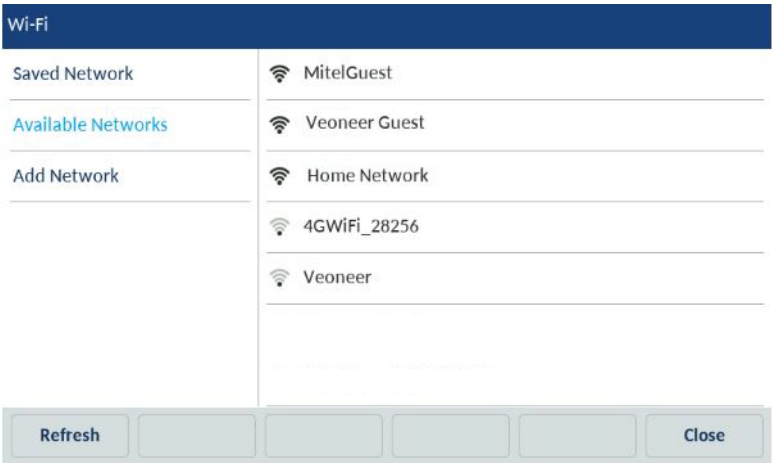 Wi-Fi
Saved Network
Available Networks
Add Network
MitelGuest
Veoneer Guest
Home Network
4GWiFi_28256
Veoneer
Refresh
Close